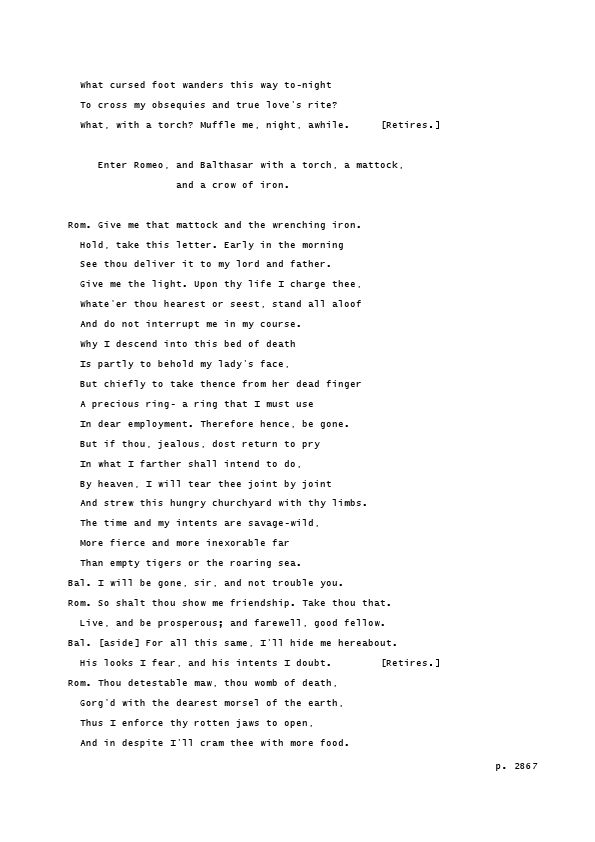 What cursed foot wanders this way to-night
To cross my obsequies and true love's rite?
What, with a torch? Muffle me, night, awhile. [Retires.]
Enter Romeo, and Balthasar with a torch, a mattock,
and a crow of iron.
Rom. Give me that mattock and the wrenching iron.
Hold, take this letter. Early in the morning
See thou deliver it to my lord and father.
Give me the light. Upon thy life I charge thee,
Whate'er thou hearest or seest, stand all aloof
And do not interrupt me in my course.
Why I descend into this bed of death
Is partly to behold my lady's face,
But chiefly to take thence from her dead finger
A precious ring- a ring that I must use
In dear employment. Therefore hence, be gone.
But if thou, jealous, dost return to pry
In what I farther shall intend to do,
By heaven, I will tear thee joint by joint
And strew this hungry churchyard with thy limbs.
The time and my intents are savage-wild,
More fierce and more inexorable far
Than empty tigers or the roaring sea.
Bal. I will be gone, sir, and not trouble you.
Rom. So shalt thou show me friendship. Take thou that.
Live, and be prosperous; and farewell, good fellow.
Bal. [aside] For all this same, I'll hide me hereabout.
His looks I fear, and his intents I doubt. [Retires.]
Rom. Thou detestable maw, thou womb of death,
Gorg'd with the dearest morsel of the earth,
Thus I enforce thy rotten jaws to open,
And in despite I'll cram thee with more food.
p. 2867